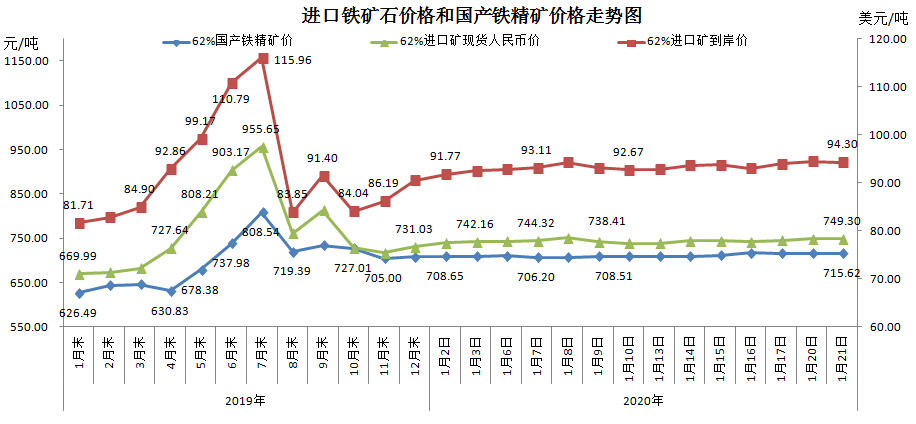 进口铁矿石价格和国产铁精矿价格走势图
元/吨
美元/吨
62%国产铁精矿价
62%进口矿现货人民币价
62%进口矿到岸价
1150.00
1050.00
950.00
850.00
750.00
650.00
550.00
120.00
110.00
100.00
90.00
80.00
70.00
60.00
81.71
84.90
92.86
99.17
110.79
115.96
83.85
91.40
84.04
86.19
91.77
93.11
92.67
94.30
669.99
727.64
808.21
903.17
955.65
727.01
731.03
742.16
744.32
738.41
749.30
626.49
630.83
678.38
737.98
808.54
719.39
705.00
708.65
706.20
708.51
715.62
1月末
2月末
3月末
4月末
5月末
6月末
7月末
8月末
9月末
10月末
11月末
12月末
1月2日
1月3日
1月6日
1月7日
1月8日
1月9日
1月10日
1月13日
1月14日
1月15日
1月16日
1月17日
1月20日
1月21日
2019年
2020年